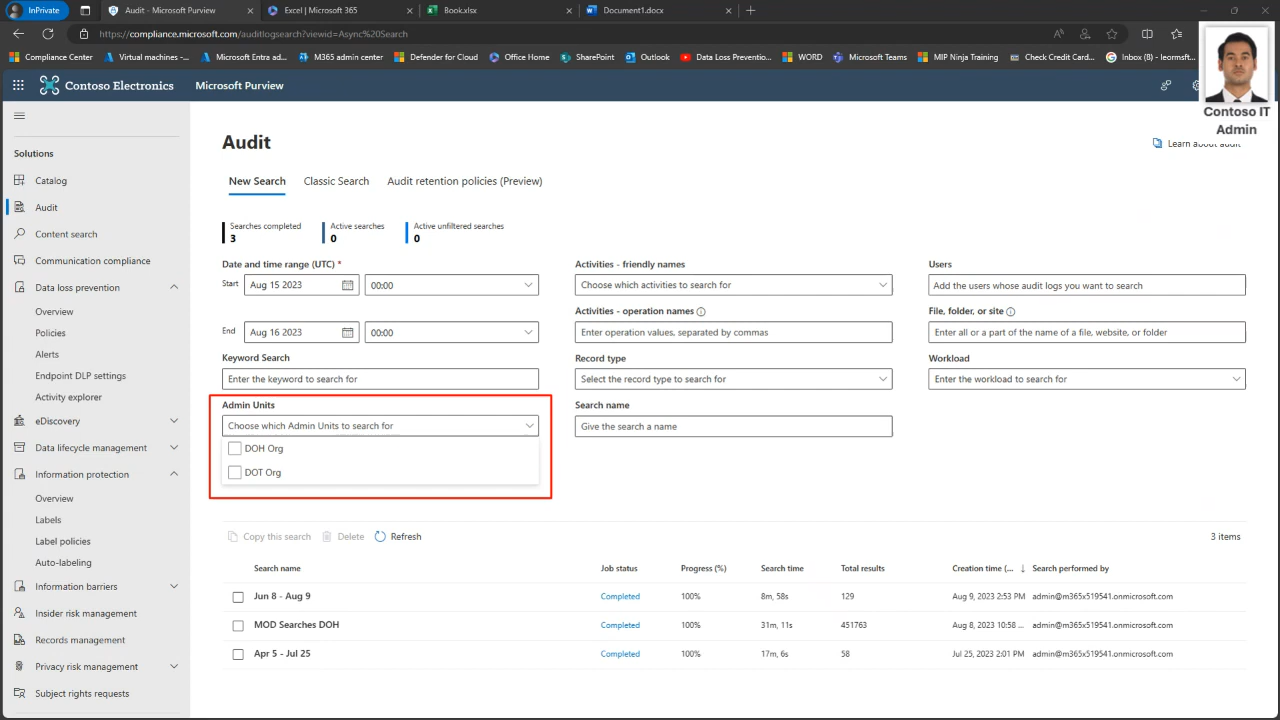 InPrivate
Audit - Microsoft Purview
Excel | Microsoft 365
Book.xlsx
Document1.docx
https://compliance.microsoft.com/auditlogsearch?viewid=Async%20Search
Compliance Center
Virtual machines -...
Microsoft Entra ad...
M365 admin center
Defender for Cloud
Office Home
SharePoint
Outlook
Data Loss Preventio...
WORD
Microsoft Teams
MIP Ninja Training
Check Credit Card...
Inbox (8) - leornsft...
Contoso Electronics
Microsoft Purview
Contoso IT
Admin
Solutions
Catalog
Audit
Content search
Communication compliance
Data loss prevention
Overview
Policies
Alerts
Endpoint DLP settings
Activity explorer
eDiscovery
Data lifecycle management
Information protection
Overview
Labels
Label policies
Auto-labeling
Information barriers
Insider risk management
Records management
Privacy risk management
Subject rights requests
Audit
Learn about audit
New Search
Classic Search
Audit retention policies (Preview)
Searches completed
3
Active searches
0
Active unfiltered searches
0
Date and time range (UTC) *
Start
Aug 15 2023
00:00
End
Aug 16 2023
00:00
Keyword Search
Enter the keyword to search for
Admin Units
Choose which Admin Units to search for
DOH Org
DOT Org
Activities - friendly names
Choose which activities to search for
Activities - operation names
Enter operation values, separated by commas
Record type
Select the record type to search for
Search name
Give the search a name
Users
Add the users whose audit logs you want to search
File, folder, or site
Enter all or a part of the name of a file, website, or folder
Workload
Enter the workload to search for
Copy this search
Delete
Refresh
3 items
Search name Job status Progress (%) Search time Total results Creation time (... ↓ Search performed by
Jun 8 - Aug 9 Completed 100% 8m, 58s 129 Aug 9, 2023 2:53 PM admin@m365x519541.onmicrosoft.com
MOD Searches DOH Completed 100% 31m, 11s 451763 Aug 8, 2023 10:58 ... admin@m365x519541.onmicrosoft.com
Apr 5 - Jul 25 Completed 100% 17m, 6s 58 Jul 25, 2023 2:01 PM admin@m365x519541.onmicrosoft.com